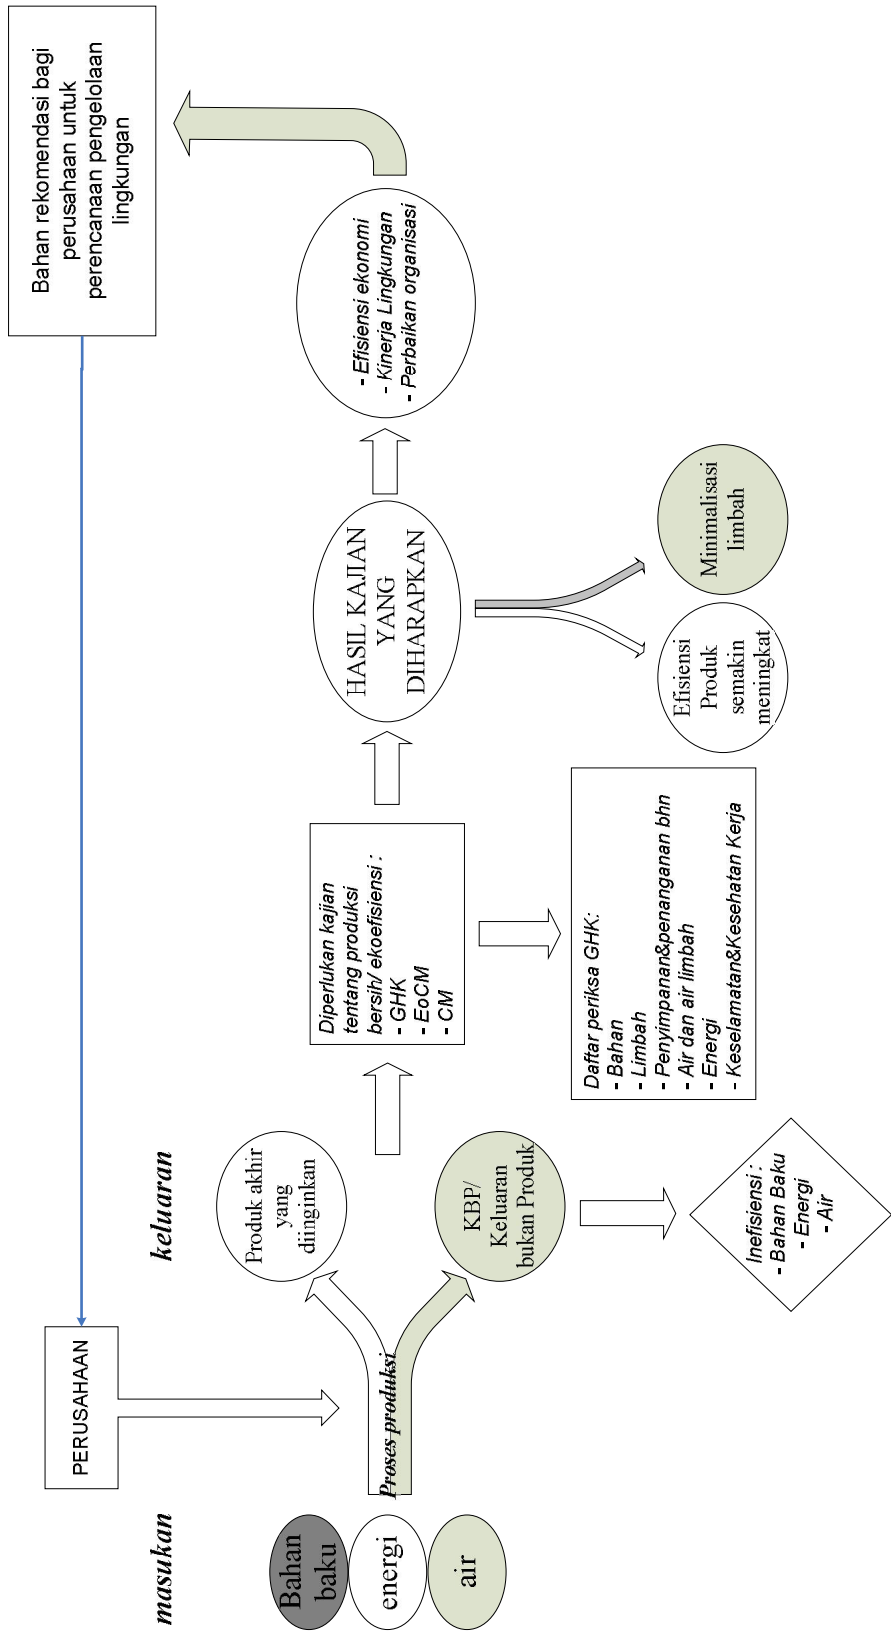 masukan
keluaran
PERUSAHAAN
Bahan rekomendasi bagi
perusahaan untuk
perencanaan pengelolaan
lingkungan
Bahan
baku
energi
air
Proses produksi
Produk akhir
yang
diinginkan
KBP/
Keluaran
bukan Produk
Inefisiensi :
- Bahan Baku
- Energi
- Air
Diperlukan kajian
tentang produksi
bersih/ ekoefisiensi :
- GHK
- EoCM
- CM
Daftar periksa GHK:
- Bahan
- Limbah
- Penyimpanan&penanganan bhn
- Air dan air limbah
- Energi
- Keselamatan&Kesehatan Kerja
HASIL KAJIAN
YANG
DIHARAPKAN
Efisiensi
Produk
semakin
meningkat
Minimalisasi
limbah
- Efisiensi ekonomi
- Kinerja Lingkungan
- Perbaikan organisasi